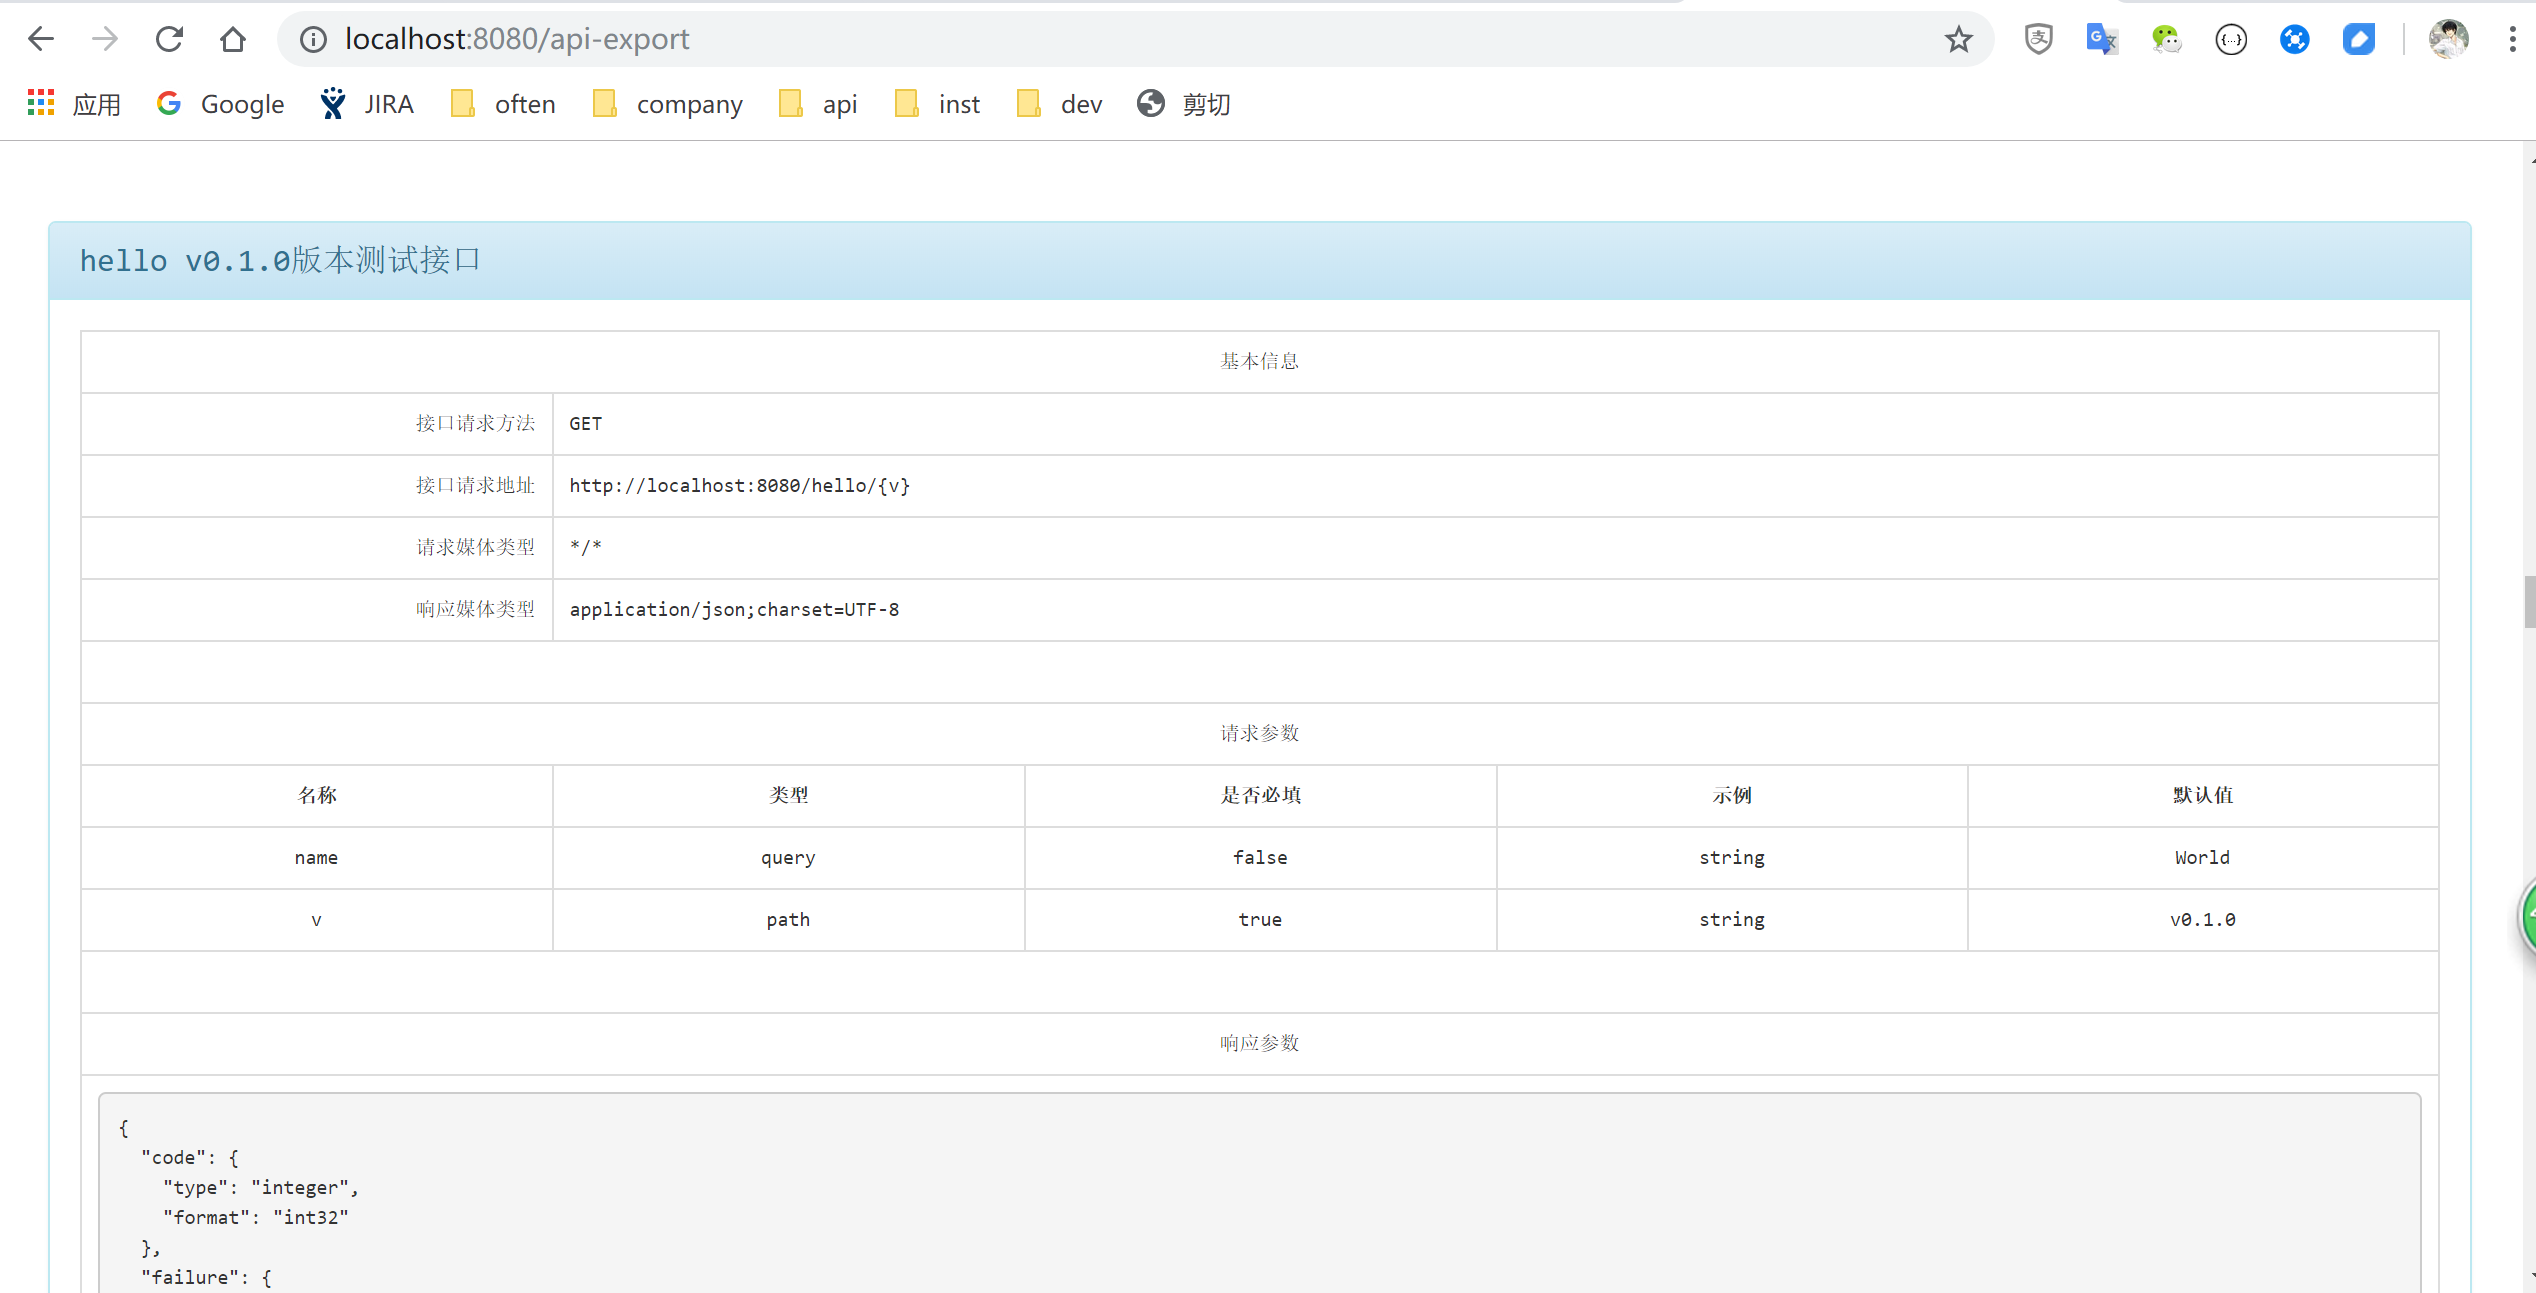 localhost:8080/api-export
应用 Google JIRA often company api inst dev 剪切
hello v0.1.0版本测试接口
基本信息
接口请求方法 GET
接口请求地址 http://localhost:8080/hello/{v}
请求媒体类型 */*
响应媒体类型 application/json;charset=UTF-8
请求参数
名称 类型 是否必填 示例 默认值
name query false string World
v path true string v0.1.0
响应参数
{
  "code": {
    "type": "integer",
    "format": "int32"
  },
  "failure": {